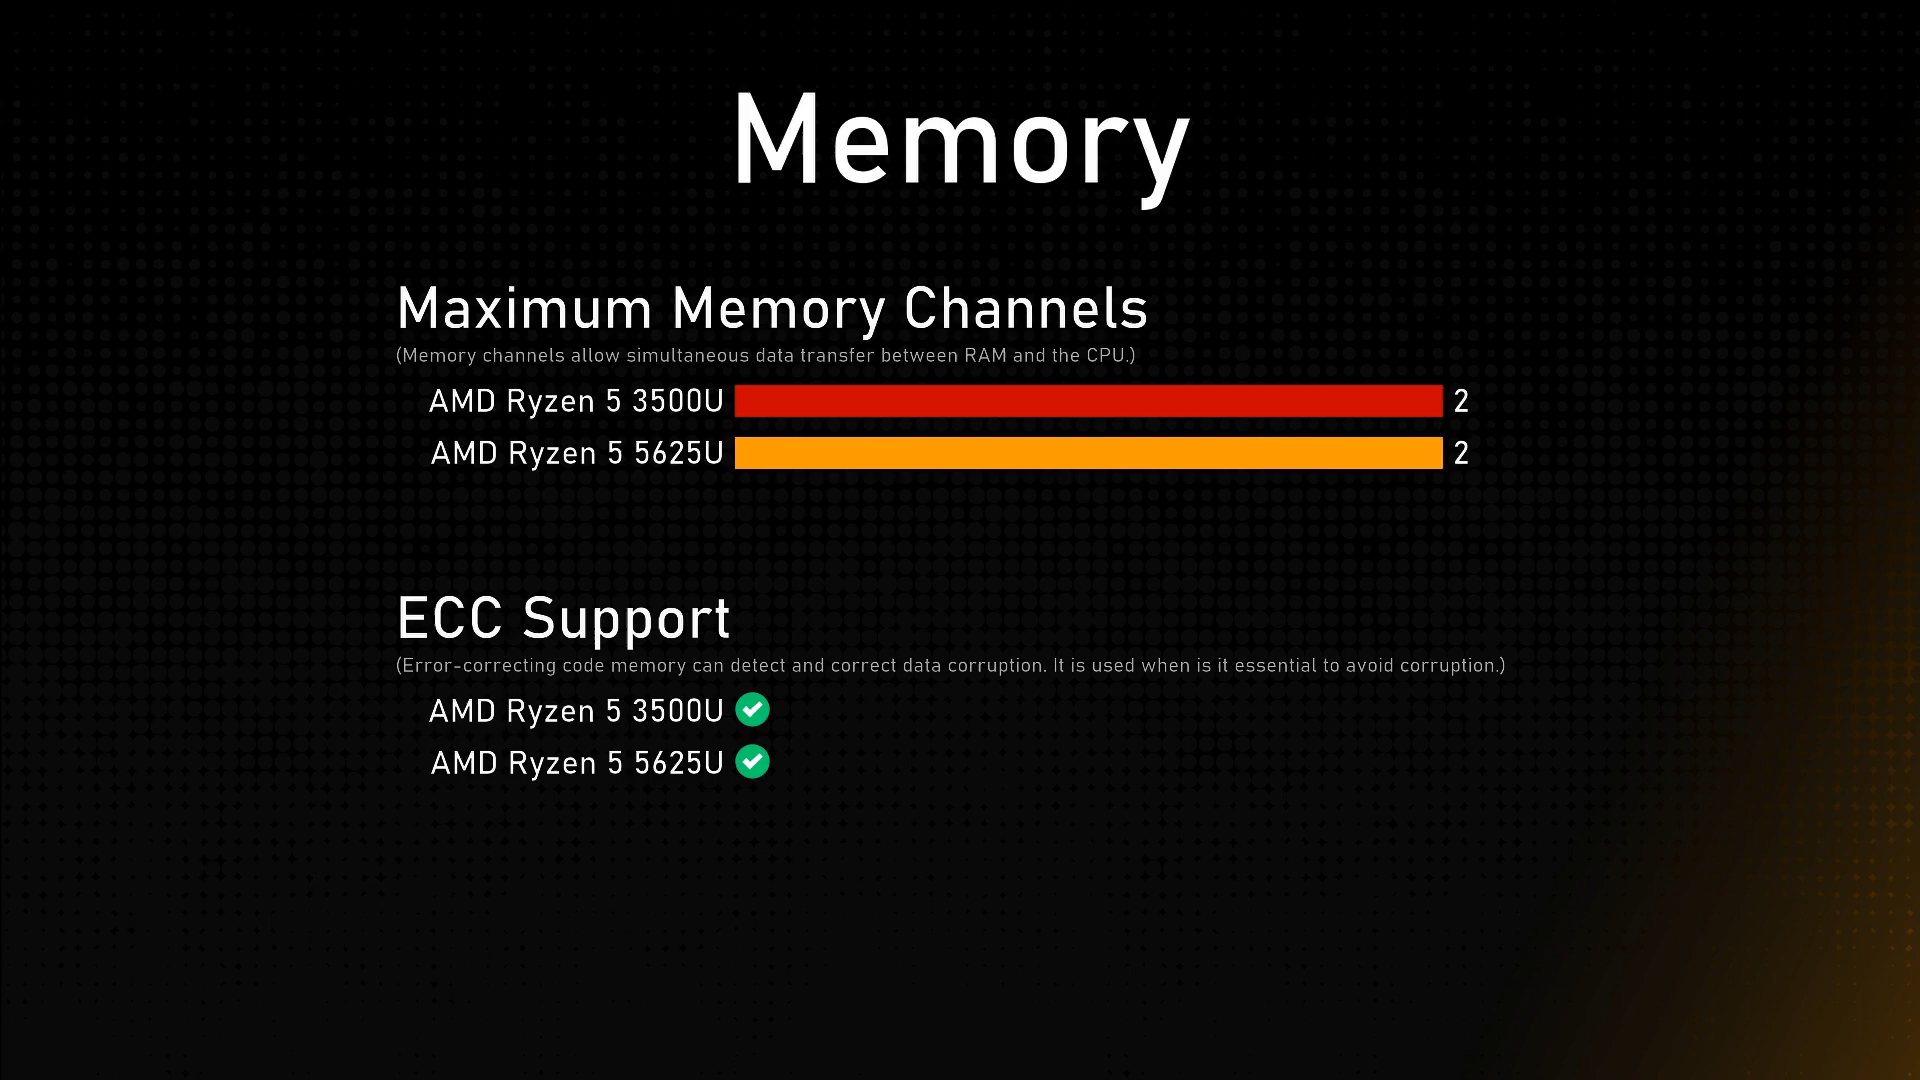 Memory
Maximum Memory Channels
(Memory channels allow simultaneous data transfer between RAM and the CPU.)
AMD Ryzen 5 3500U 2
AMD Ryzen 5 5625U 2
ECC Support
(Error-correcting code memory can detect and correct data corruption. It is used when is it essential to avoid corruption.)
AMD Ryzen 5 3500U
AMD Ryzen 5 5625U